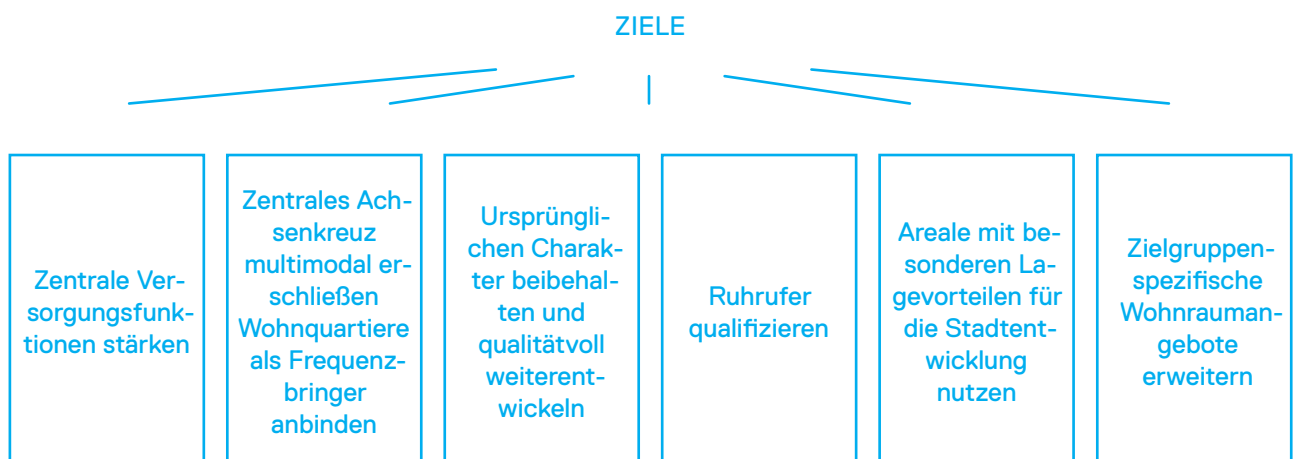 ZIELE
Zentrale Ver-
sorgungsfunk-
tionen stärken
Zentrales Ach-
senkreuz
multimodal er-
schließen
Wohnquartiere
als Frequenz-
bringer
anbinden
Ursprüngli-
chen Charak-
ter beibehal-
ten und
qualitätvoll
weiterent-
wickeln
Ruhrufer
qualifizieren
Areale mit be-
sonderen La-
gevorteilen für
die Stadtent-
wicklung
nutzen
Zielgruppen-
spezifische
Wohnrauman-
gebote
erweitern